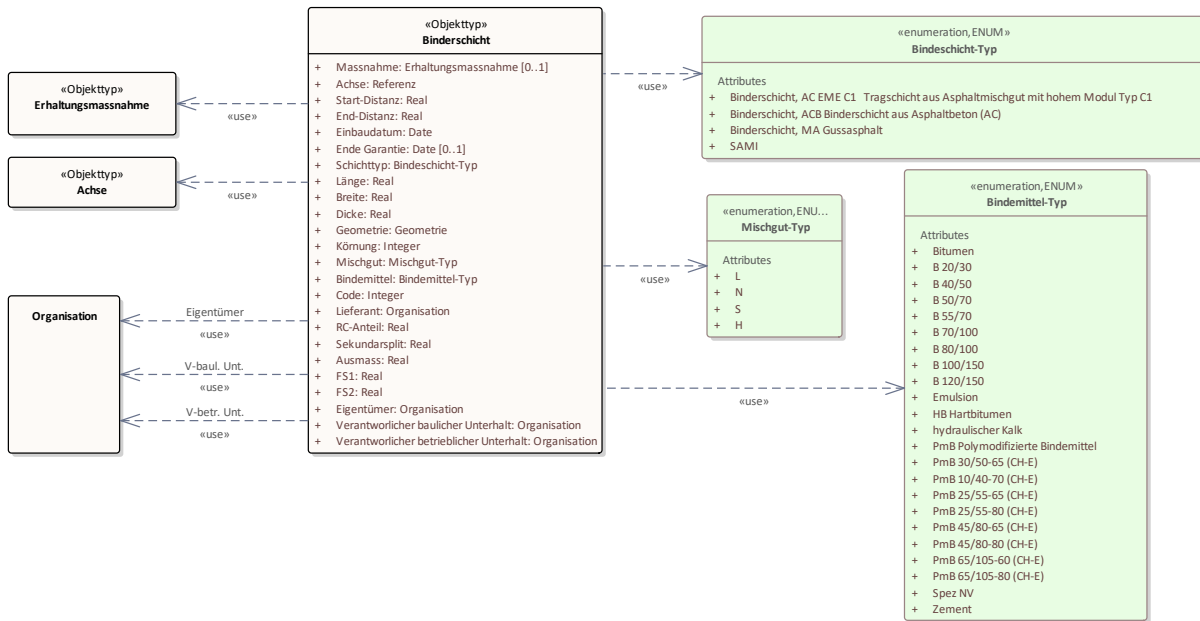 «Objekttyp»
Erhaltungsmassnahme
«use»
«Objekttyp»
Achse
«use»
Organisation
Eigentümer
«use»
V-baul. Unt.
«use»
V-betr. Unt.
«use»
«Objekttyp»
Binderschicht
+ Massnahme: Erhaltungsmassnahme [0..1]
+ Achse: Referenz
+ Start-Distanz: Real
+ End-Distanz: Real
+ Einbaudatum: Date
+ Ende Garantie: Date [0..1]
+ Schichttyp: Bindeschicht-Typ
+ Länge: Real
+ Breite: Real
+ Dicke: Real
+ Geometrie: Geometrie
+ Körnung: Integer
+ Mischgut: Mischgut-Typ
+ Bindemittel: Bindemittel-Typ
+ Code: Integer
+ Lieferant: Organisation
+ RC-Anteil: Real
+ Sekundarsplit: Real
+ Ausmass: Real
+ FS1: Real
+ FS2: Real
+ Eigentümer: Organisation
+ Verantworlicher baulicher Unterhalt: Organisation
+ Verantworlicher betrieblicher Unterhalt: Organisation
«use»
«enumeration,ENUM»
Bindeschicht-Typ
Attributes
+ Binderschicht, AC EME C1 Tragschicht aus Asphaltmischgut mit hohem Modul Typ C1
+ Binderschicht, ACB Binderschicht aus Asphaltbeton (AC)
+ Binderschicht, MA Gussasphalt
+ SAMI
«use»
«enumeration,ENU...
Mischgut-Typ
Attributes
+ L
+ N
+ S
+ H
«use»
«enumeration,ENUM»
Bindemittel-Typ
Attributes
+ Bitumen
+ B 20/30
+ B 40/50
+ B 50/70
+ B 55/70
+ B 70/100
+ B 80/100
+ B 100/150
+ B 120/150
+ Emulsion
+ HB Hartbitumen
+ hydraulischer Kalk
+ PmB Polymodifizierte Bindemittel
+ PmB 30/50-65 (CH-E)
+ PmB 10/40-70 (CH-E)
+ PmB 25/55-65 (CH-E)
+ PmB 25/55-80 (CH-E)
+ PmB 45/80-65 (CH-E)
+ PmB 45/80-80 (CH-E)
+ PmB 65/105-60 (CH-E)
+ PmB 65/105-80 (CH-E)
+ Spez NV
+ Zement